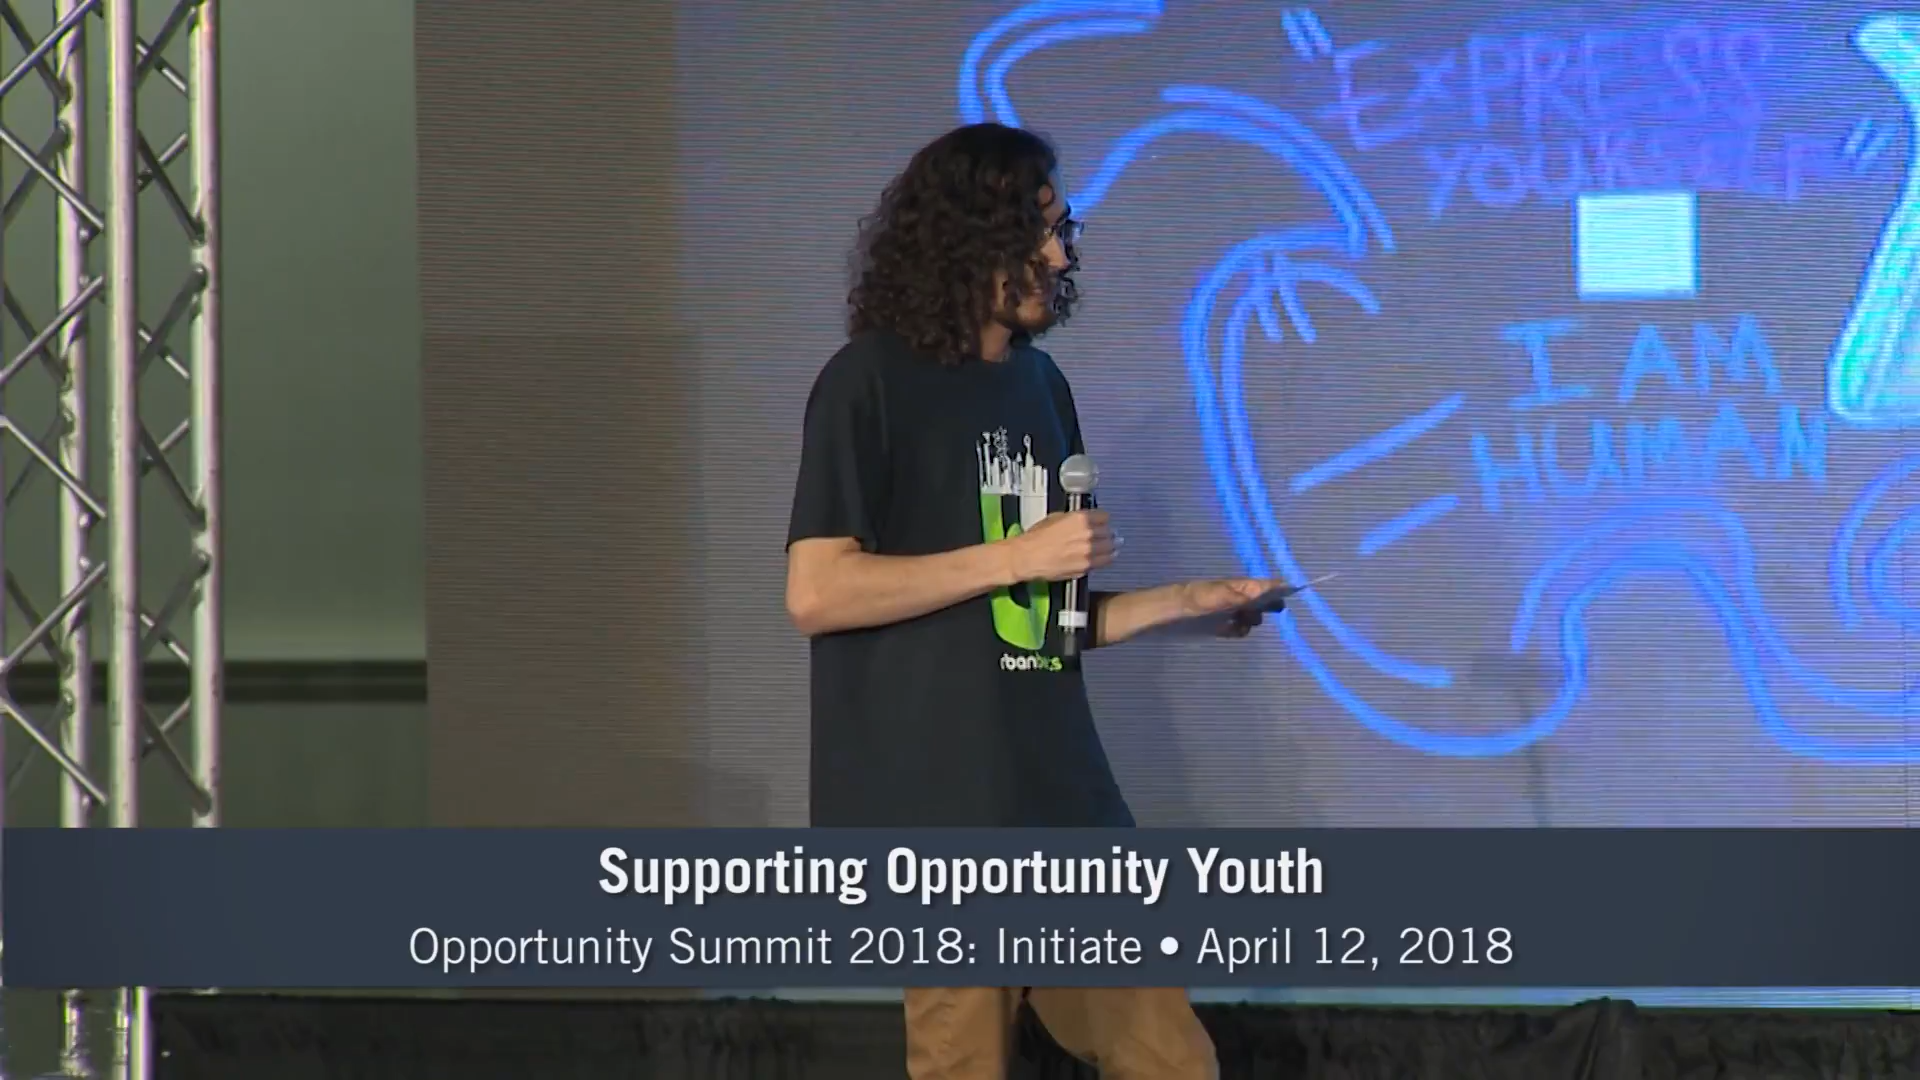 "EXPRESS
YOURSELF"
I AM
HUMAN
Supporting Opportunity Youth
Opportunity Summit 2018: Initiate • April 12, 2018